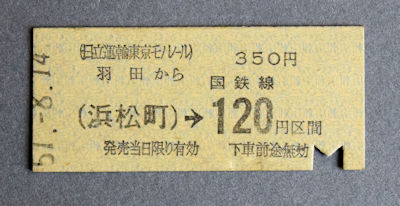 (日立運輸東京モノレール)
羽田から
350円
国鉄線
(浜松町)→120円区間
発売当日限り有効 下車前途無効
57.-8.14